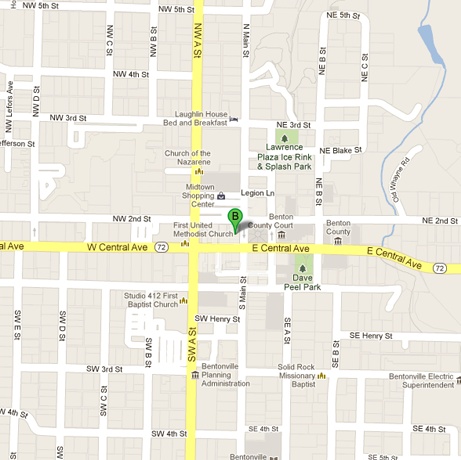 NW 5th St
NW 5th St
NE 5th St
NW A St
N Main St
NW C St
NW B St
NE B St
NE C St
NW 4th St
NW Lefors Ave
NW D St
Laughlin House
Bed and Breakfast
NW 3rd St
NE 3rd St
Lawrence
Plaza Ice Rink
& Splash Park
NE Blake St
Church of the
Nazarene
Old Whayne Rd
Midtown
Shopping
Center
Legion Ln
NE B St
B
NW 2nd St
NE 2nd St
First United
Methodist Church
Benton
County Court
Benton
County
al Ave
W Central Ave
72
E Central Ave
E Central Ave
72
Dave
Peel Park
Studio 412 First
Baptist Church
S Main St
SW E St
SW D St
SW Henry St
SE A St
SE Henry St
SW B St
SW A St
SE B St
SW 3rd St
Bentonville
Planning
Administration
Solid Rock
Missionary
Baptist
Bentonville Electric
Superintendent
SW C St
SW 4th St
SW 4th St
SE 4th St
Bentonville
SE 5th St